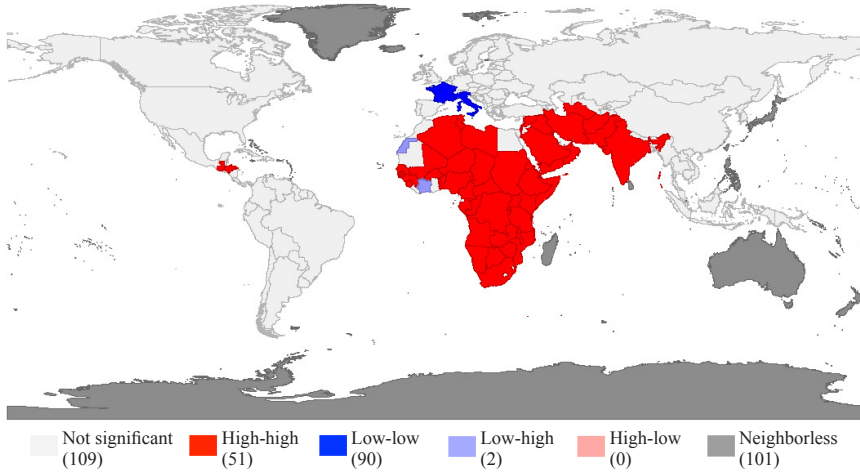 Not significant
(109)
High-high
(51)
Low-low
(90)
Low-high
(2)
High-low
(0)
Neighborless
(101)